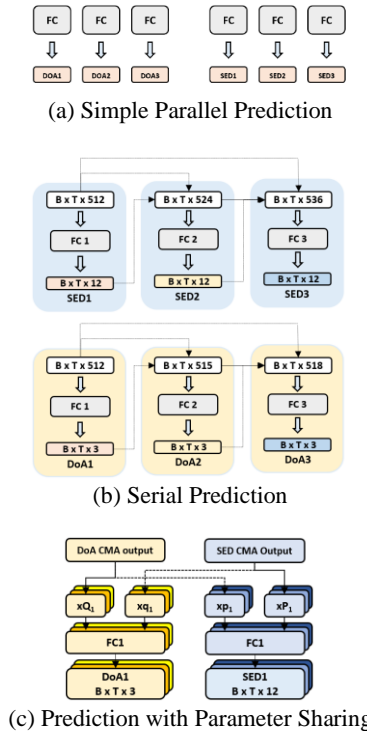 FC FC FC FC FC FC
DOA1 DOA2 DOA3 SED1 SED2 SED3
(a) Simple Parallel Prediction
B x T x 512 B x T x 524 B x T x 536
FC 1 FC 2 FC 3
B x T x 12 B x T x 12 B x T x 12
SED1 SED2 SED3
B x T x 512 B x T x 515 B x T x 518
FC 1 FC 2 FC 3
B x T x 3 B x T x 3 B x T x 3
DoA1 DoA2 DoA3
(b) Serial Prediction
DoA CMA output SED CMA Output
xQ1 xq1 xp1 xP1
FC1 FC1
DoA1 SED1
B x T x 3 B x T x 12
(c) Prediction with Parameter Sharing